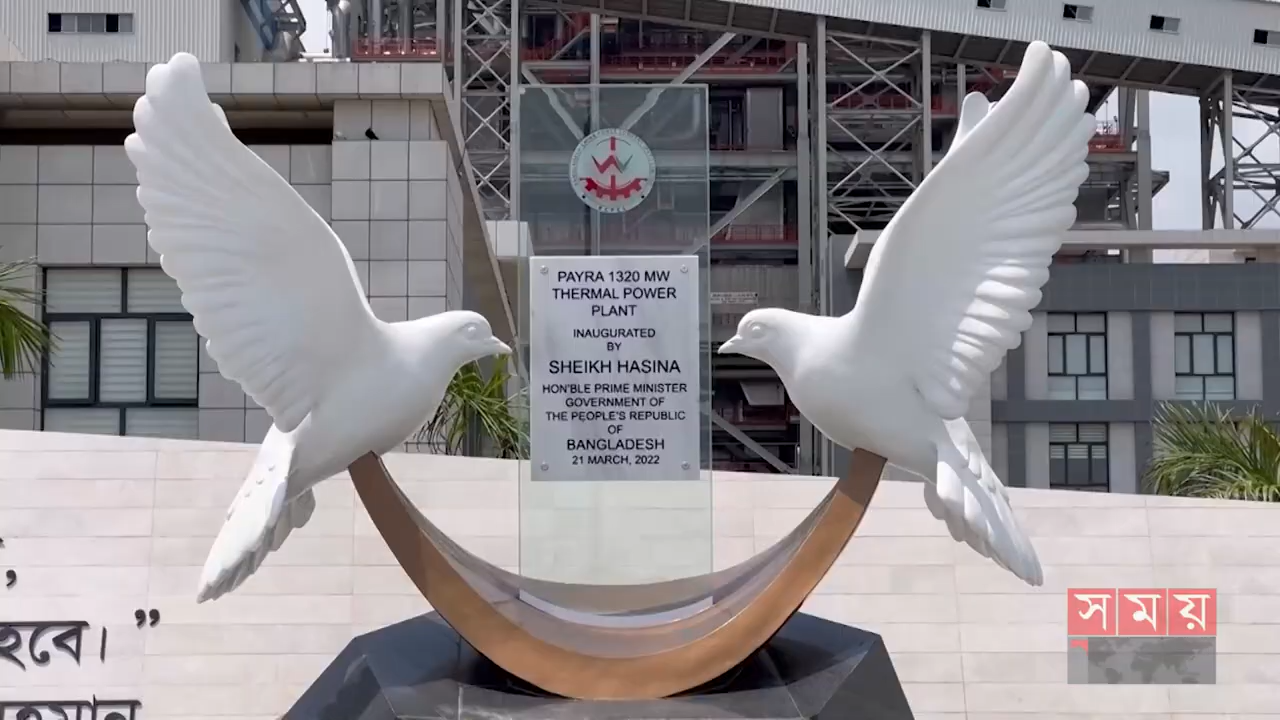 PAYRA 1320 MW
THERMAL POWER
PLANT
INAUGURATED
BY
SHEIKH HASINA
HON'BLE PRIME MINISTER
GOVERNMENT OF
THE PEOPLE'S REPUBLIC
OF
BANGLADESH
21 MARCH, 2022
হবে। ”
সময়